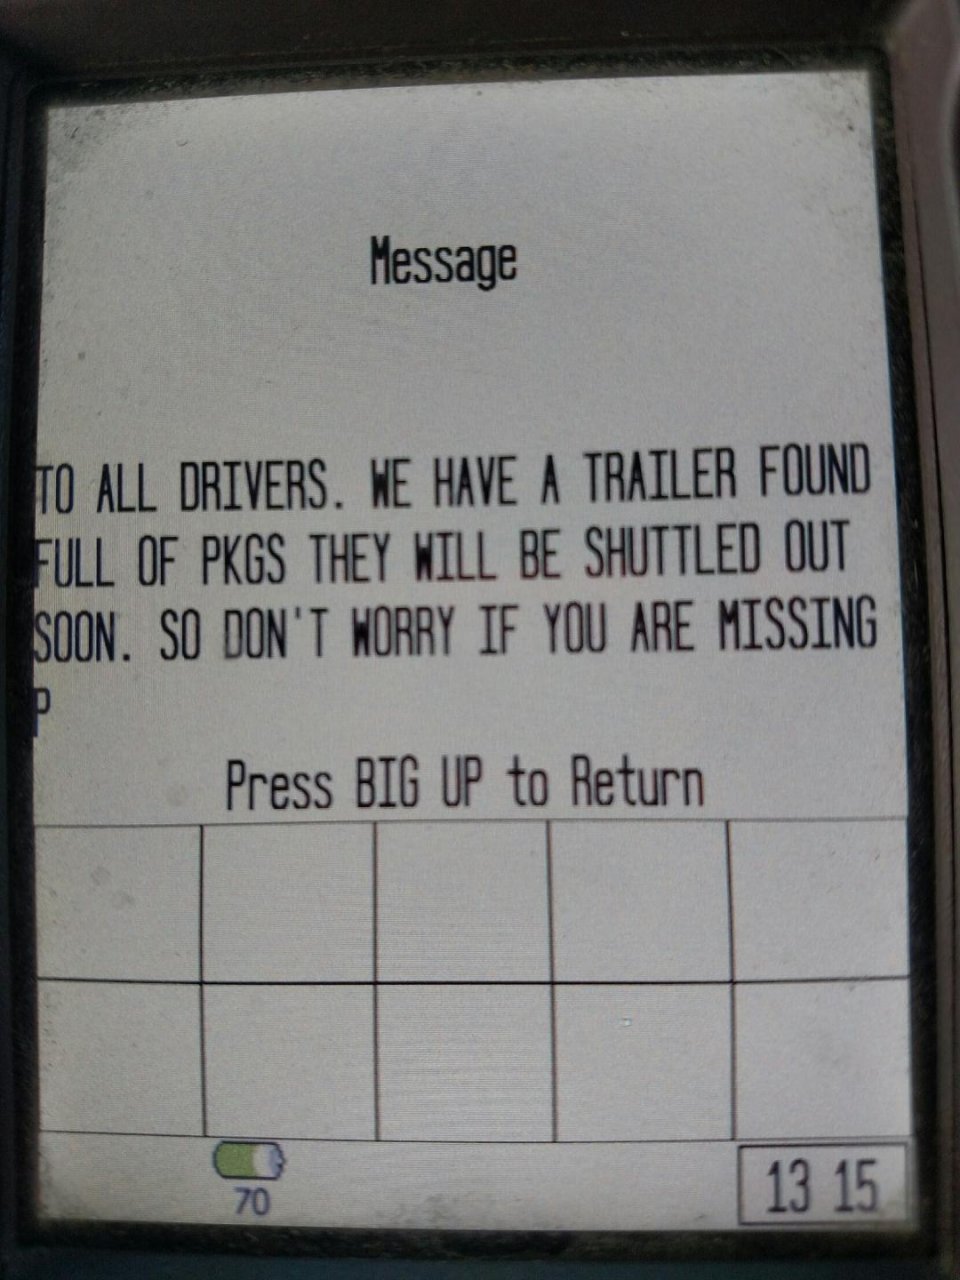 Message
TO ALL DRIVERS. WE HAVE A TRAILER FOUND
FULL OF PKGS THEY WILL BE SHUTTLED OUT
SOON. SO DON'T WORRY IF YOU ARE MISSING
P
Press BIG UP to Return
70
13 15